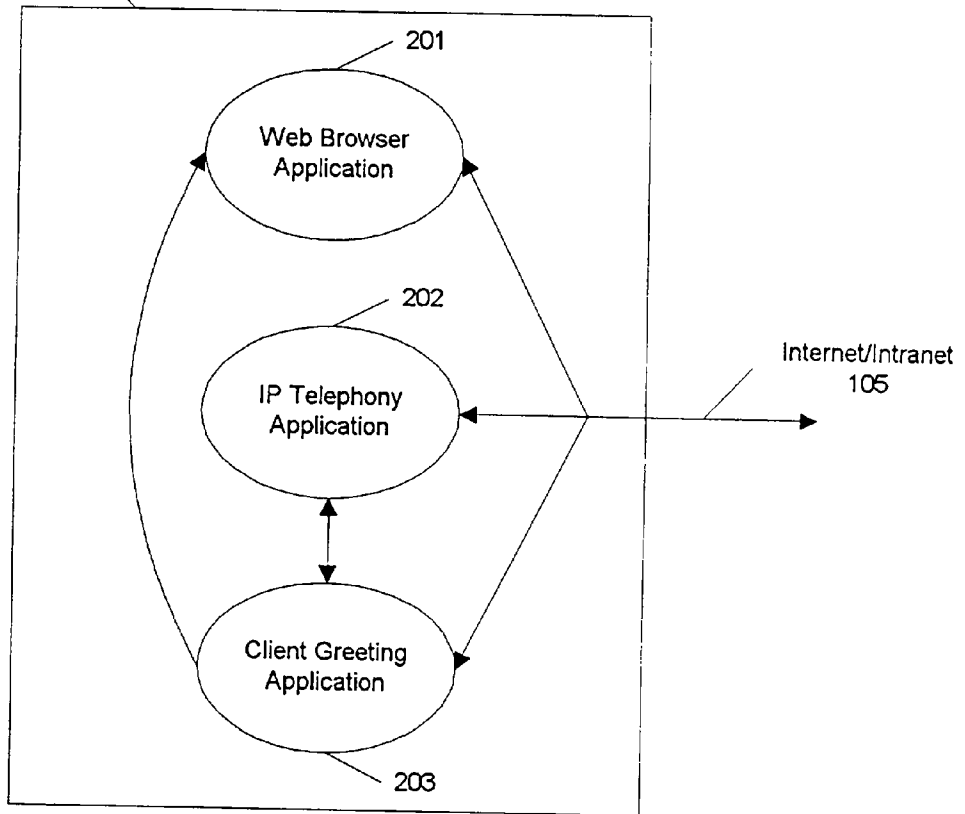 201
Web Browser
Application
202
IP Telephony
Application
Internet/Intranet
105
Client Greeting
Application
203